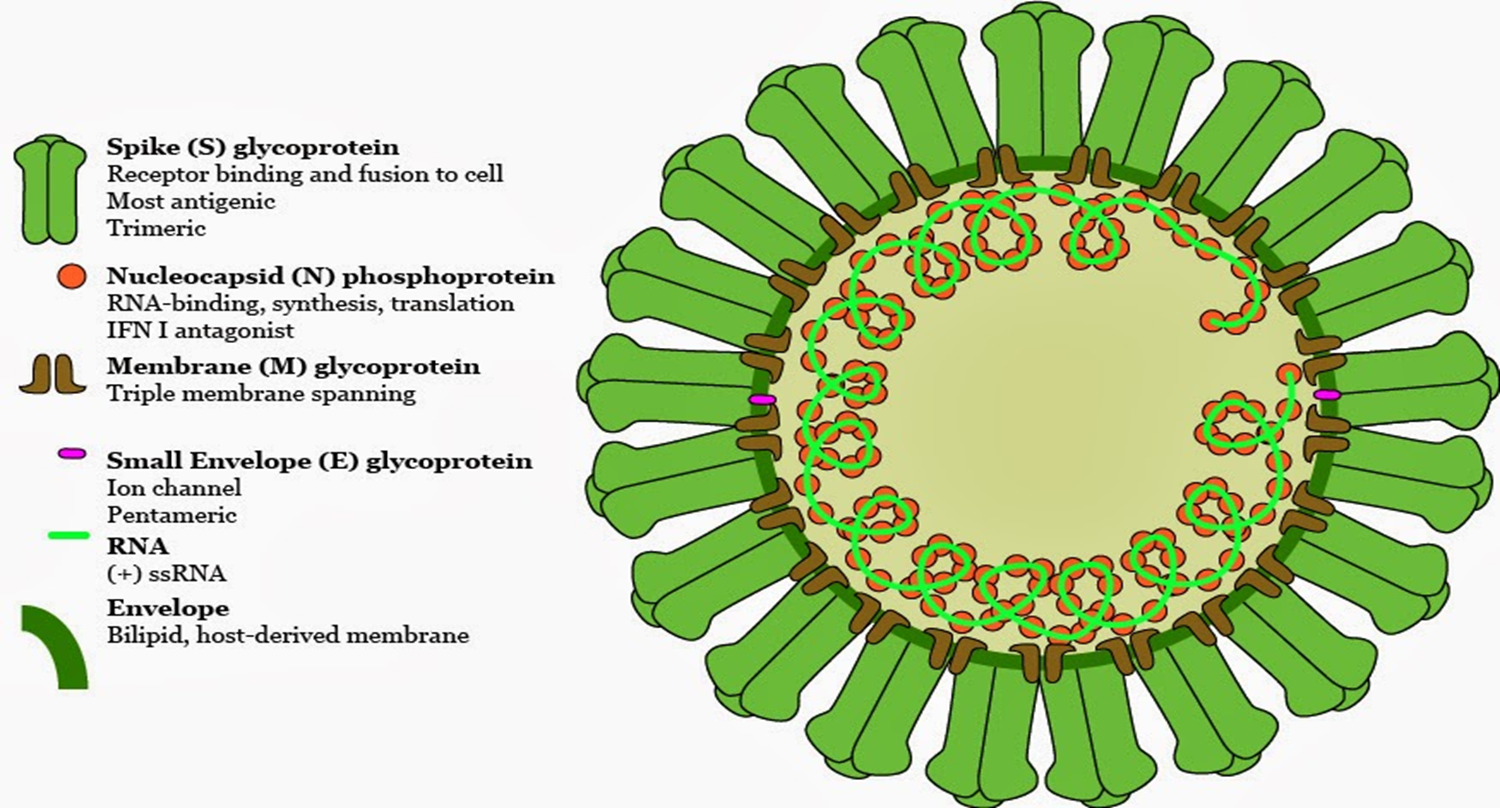 Spike (S) glycoprotein
Receptor binding and fusion to cell
Most antigenic
Trimeric
Nucleocapsid (N) phosphoprotein
RNA-binding, synthesis, translation
IFN I antagonist
Membrane (M) glycoprotein
Triple membrane spanning
Small Envelope (E) glycoprotein
Ion channel
Pentameric
RNA
(+) ssRNA
Envelope
Bilipid, host-derived membrane